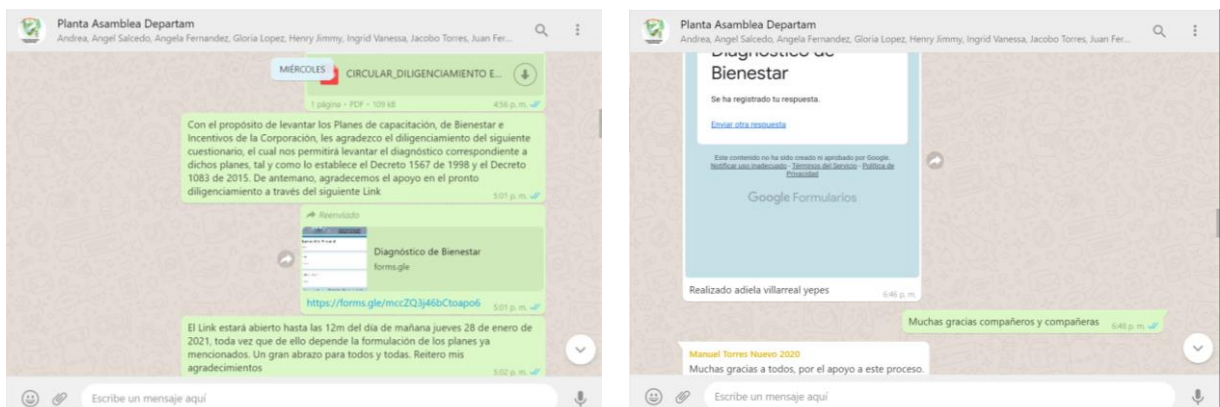 Planta Asamblea Departam
Andrea, Angel Salcedo, Angela Fernandez, Gloria Lopez, Henry Jimmy, Ingrid Vanessa, Jacobo Torres, Juan Fer...
MIÉRCOLES
CIRCULAR_DILIGENCIAMIENTO E...
1 página • PDF • 109 kB
4:58 p. m.
Con el propósito de levantar los Planes de capacitación, de Bienestar e
Incentivos de la Corporación, les agradezco el diligenciamiento del siguiente
cuestionario, el cual nos permitirá levantar el diagnóstico correspondiente a
dichos planes, tal y como lo establece el Decreto 1567 de 1998 y el Decreto
1083 de 2015. De antemano, agradecemos el apoyo en el pronto
diligenciamiento a través del siguiente Link
5:01 p. m.
Reenviado
Diagnóstico de Bienestar
forms.gle
https://forms.gle/mccZQ3j46bCtoapo6
5:01 p. m.
El Link estará abierto hasta las 12m del día de mañana jueves 28 de enero de
2021, toda vez que de ello depende la formulación de los planes ya
mencionados. Un gran abrazo para todos y todas. Reitero mis
agradecimientos
5:02 p. m.
Escribe un mensaje aquí
Planta Asamblea Departam
Andrea, Angel Salcedo, Angela Fernandez, Gloria Lopez, Henry Jimmy, Ingrid Vanessa, Jacobo Torres, Juan Fer...
Diagnóstico de
Bienestar
Se ha registrado tu respuesta.
Enviar otra respuesta
Este contenido no ha sido creado ni aprobado por Google.
Notificar uso inadecuado - Términos del Servicio - Política de
Privacidad
Google Formularios
Realizado adiela villarreal yepes
6:46 p. m.
Muchas gracias compañeros y compañeras
6:48 p. m.
Manuel Torres Nuevo 2020
Muchas gracias a todos, por el apoyo a este proceso.
Escribe un mensaje aquí